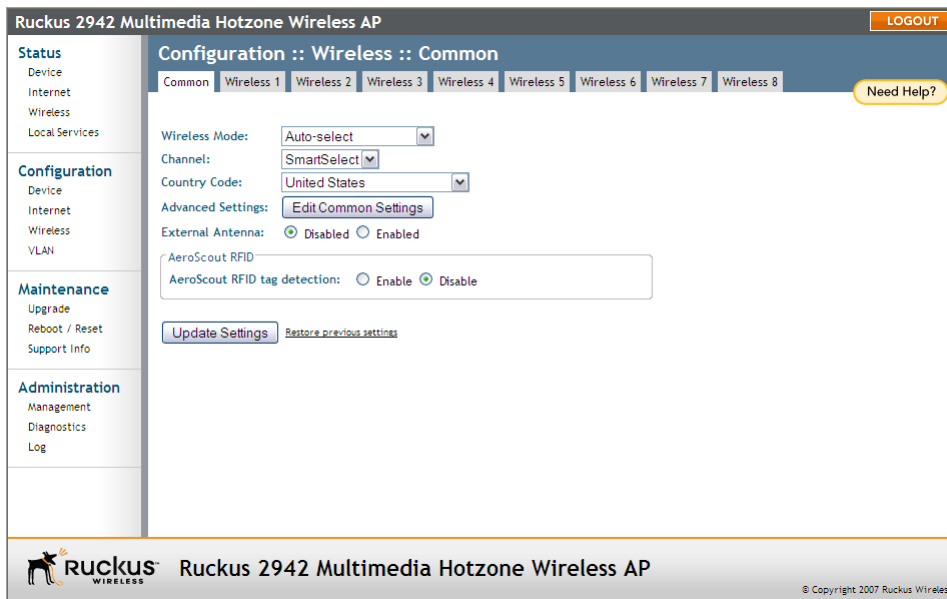 Ruckus 2942 Multimedia Hotzone Wireless AP
LOGOUT
Status
Device
Internet
Wireless
Local Services
Configuration
Device
Internet
Wireless
VLAN
Maintenance
Upgrade
Reboot / Reset
Support Info
Administration
Management
Diagnostics
Log
Configuration :: Wireless :: Common
Common Wireless 1 Wireless 2 Wireless 3 Wireless 4 Wireless 5 Wireless 6 Wireless 7 Wireless 8
Need Help?
Wireless Mode: Auto-select
Channel: SmartSelect
Country Code: United States
Advanced Settings: Edit Common Settings
External Antenna: Disabled Enabled
AeroScout RFID
AeroScout RFID tag detection: Enable Disable
Update Settings Restore previous settings
RUCKUS
WIRELESS
Ruckus 2942 Multimedia Hotzone Wireless AP
© Copyright 2007 Ruckus Wireles